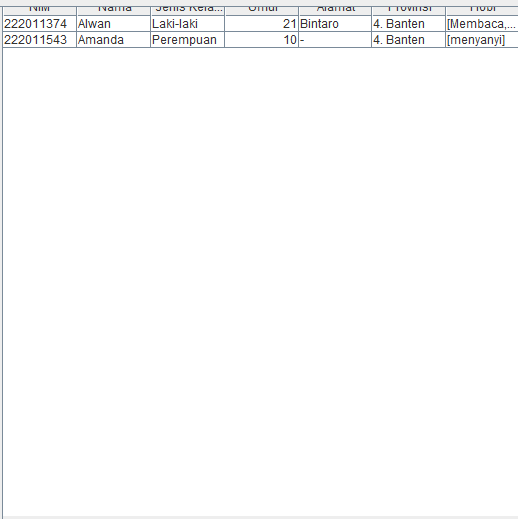 NIM Nama Jenis Kela... Umur Alamat Provinsi Hobi
222011374 Alwan Laki-laki 21 Bintaro 4. Banten [Membaca,...
222011543 Amanda Perempuan 10 - 4. Banten [menyanyi]